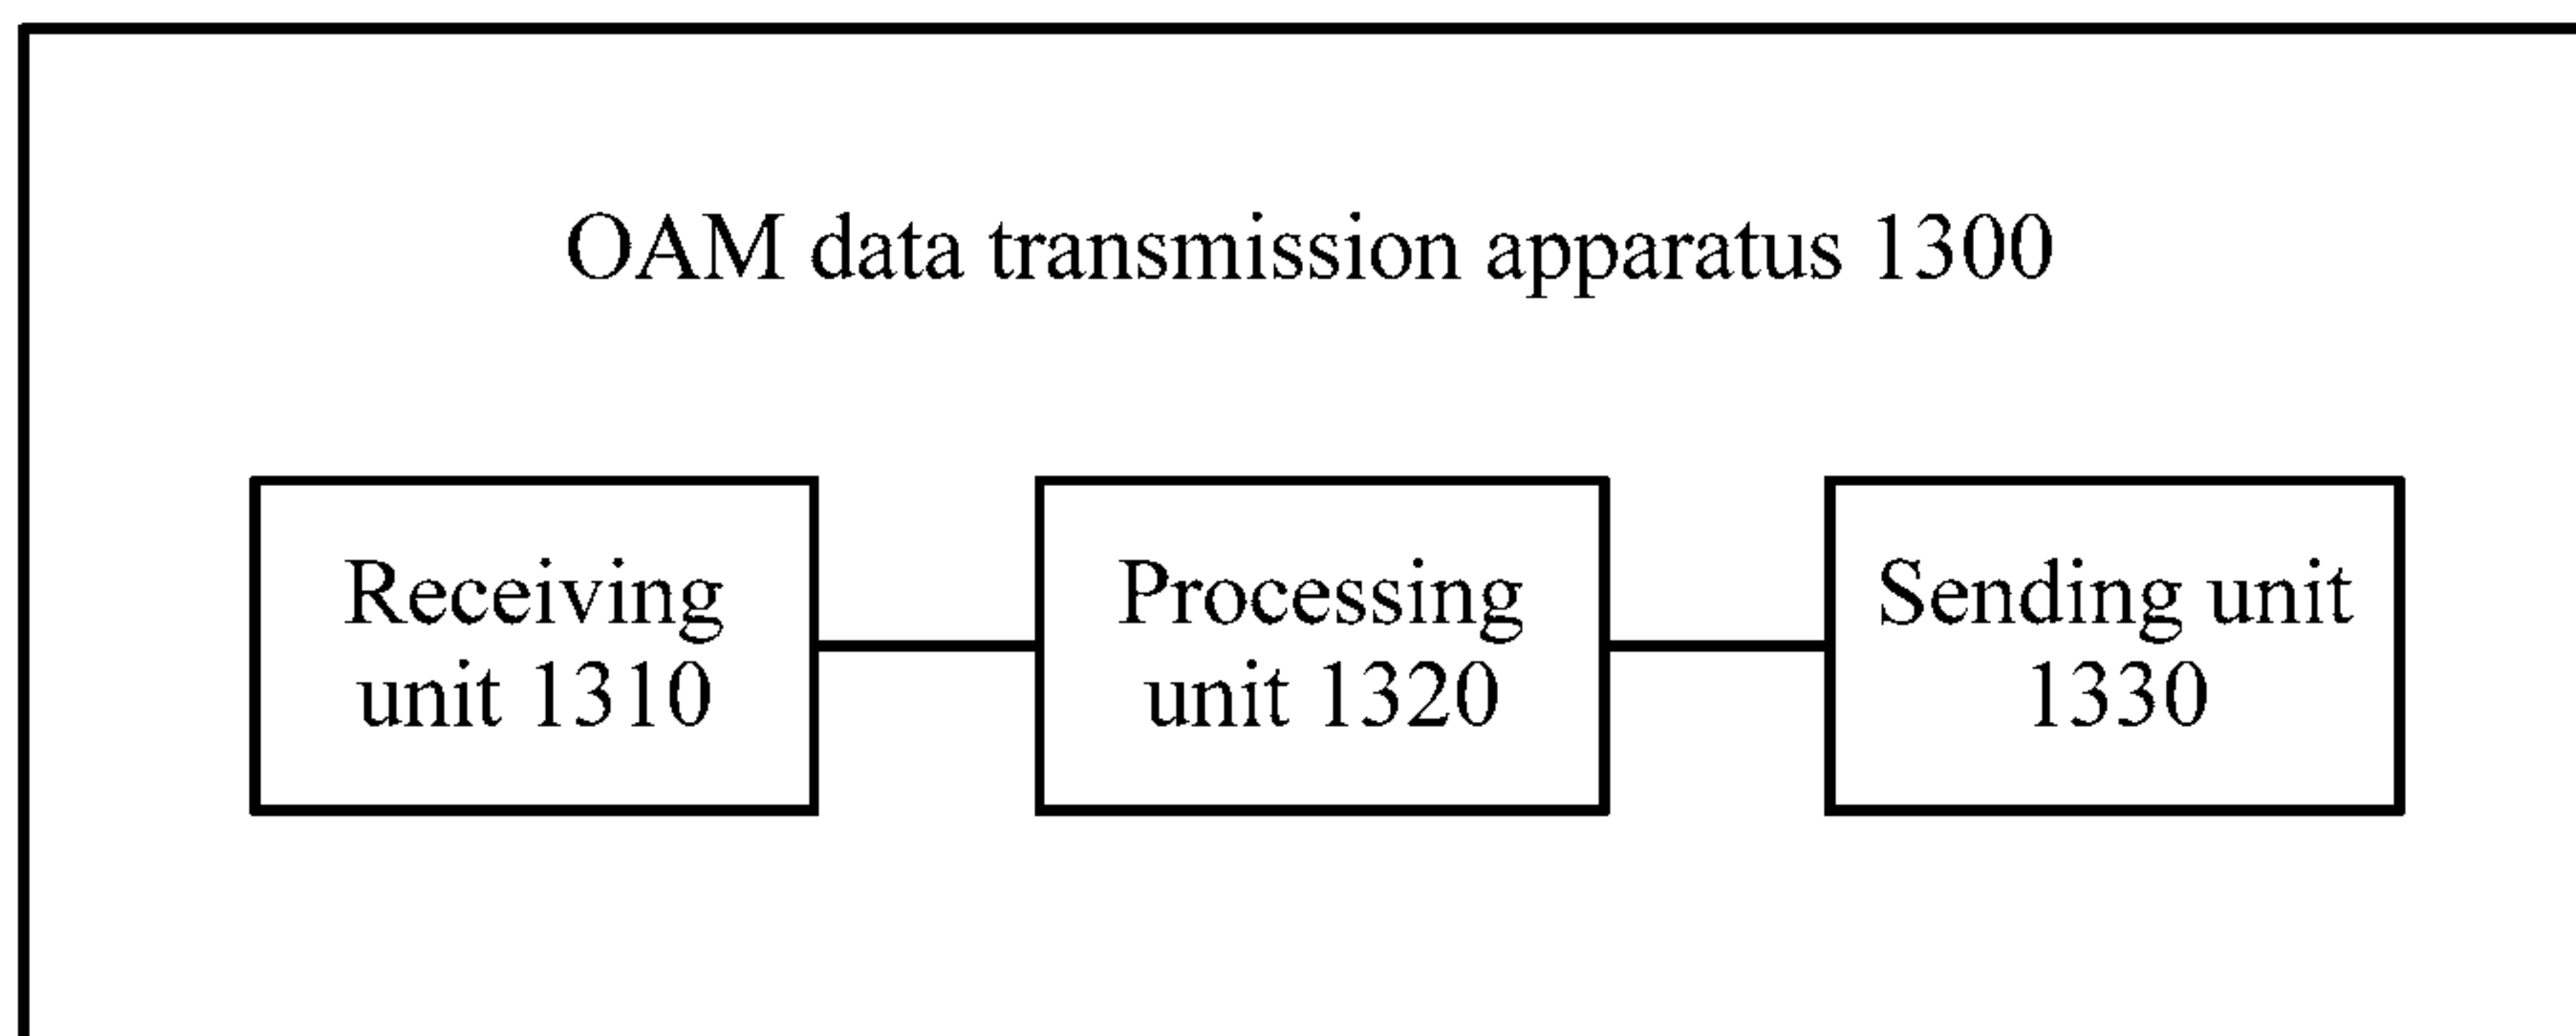 OAM data transmission apparatus 1300
Receiving
unit 1310
Processing
unit 1320
Sending unit
1330